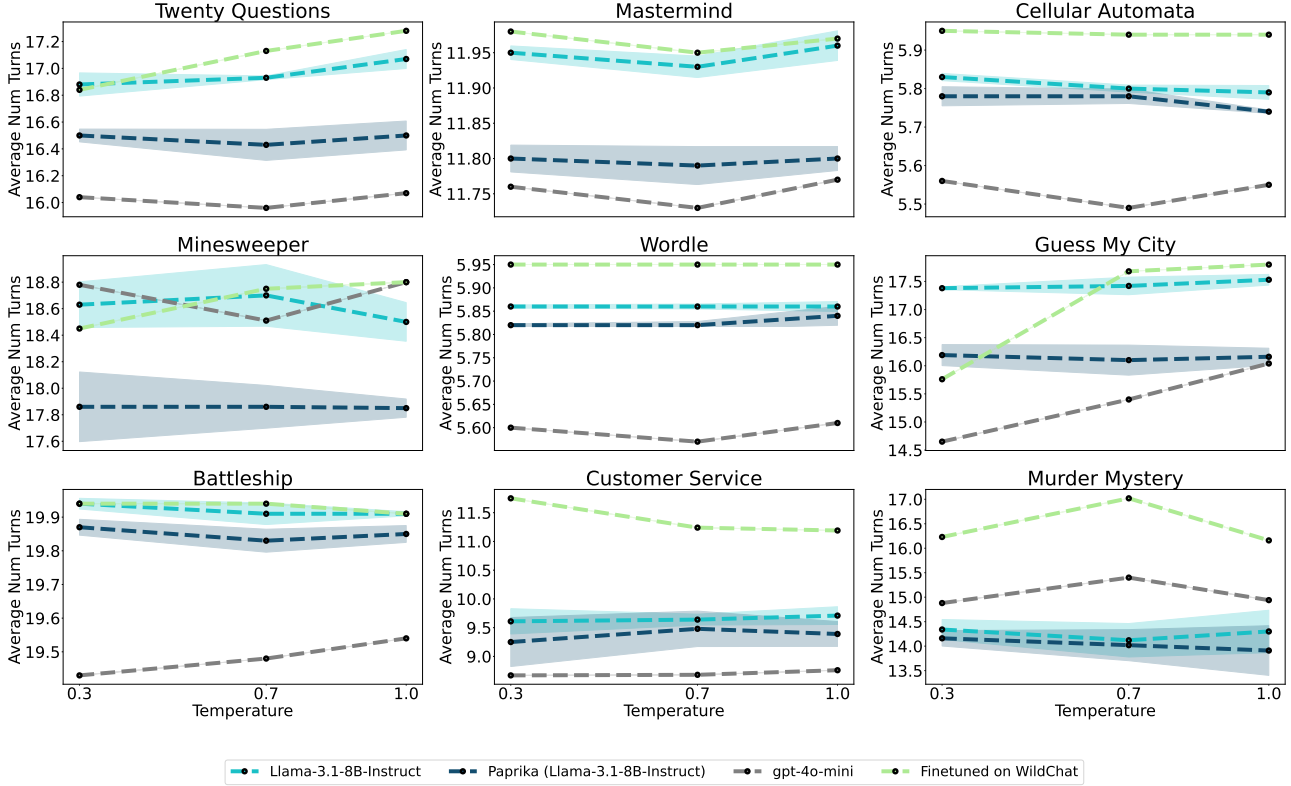 Twenty Questions
Average Num Turns
17.2
17.0
16.8
16.6
16.4
16.2
16.0
Mastermind
Average Num Turns
11.95
11.90
11.85
11.80
11.75
Cellular Automata
Average Num Turns
5.9
5.8
5.7
5.6
5.5
Minesweeper
Average Num Turns
18.8
18.6
18.4
18.2
18.0
17.8
17.6
Wordle
Average Num Turns
5.95
5.90
5.85
5.80
5.75
5.70
5.65
5.60
Guess My City
Average Num Turns
17.5
17.0
16.5
16.0
15.5
15.0
14.5
Battleship
Average Num Turns
19.9
19.8
19.7
19.6
19.5
0.3 0.7 1.0
Temperature
Customer Service
Average Num Turns
11.5
11.0
10.5
10.0
9.5
9.0
0.3 0.7 1.0
Temperature
Murder Mystery
Average Num Turns
17.0
16.5
16.0
15.5
15.0
14.5
14.0
13.5
0.3 0.7 1.0
Temperature
Llama-3.1-8B-Instruct Paprika (Llama-3.1-8B-Instruct) gpt-4o-mini Finetuned on WildChat